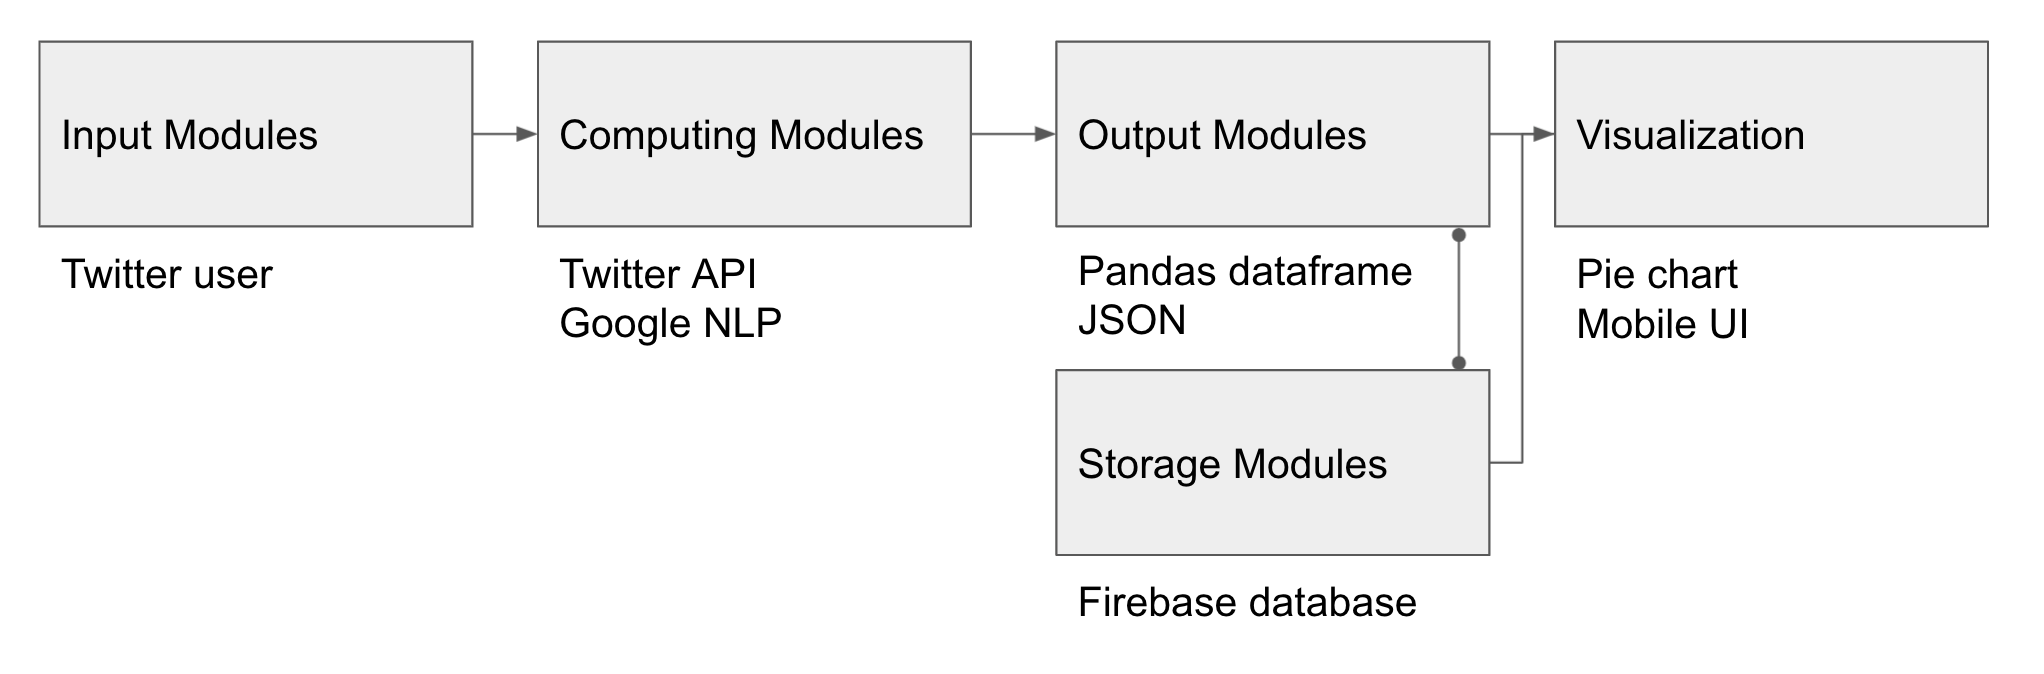 Input Modules
Computing Modules
Output Modules
Visualization
Twitter user
Twitter API
Google NLP
Pandas dataframe
JSON
Pie chart
Mobile UI
Storage Modules
Firebase database